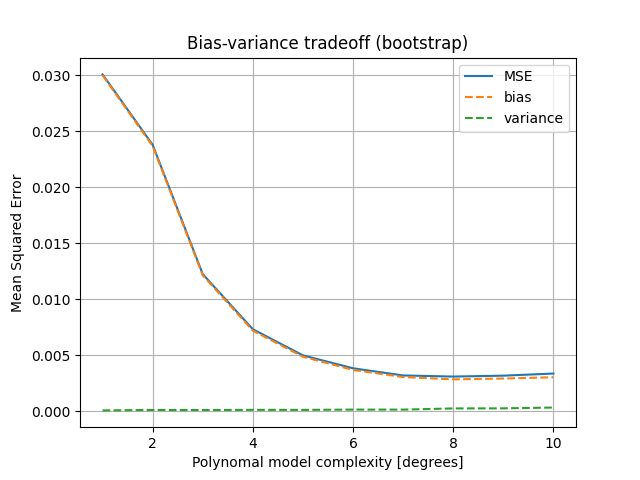 Bias-variance tradeoff (bootstrap)
MSE
bias
variance
Mean Squared Error
0.030
0.025
0.020
0.015
0.010
0.005
0.000
2
4
6
8
10
Polynomal model complexity [degrees]